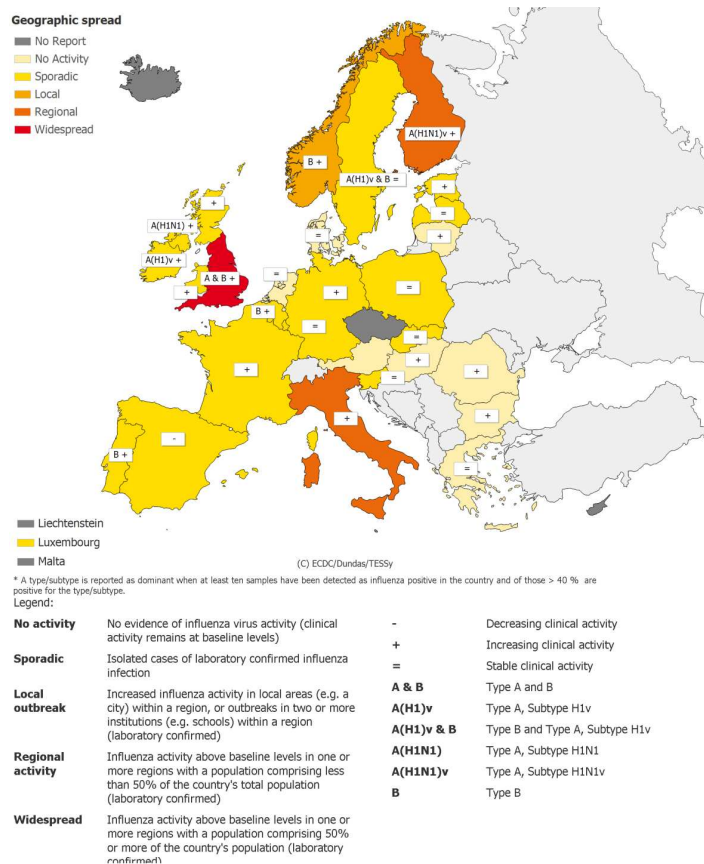 Geographic spread
No Report
No Activity
Sporadic
Local
Regional
Widespread
A(H1N1)v +
B +
A(H1)v & B =
+
+
=
A(H1N1) +
+
=
A(H1)v +
=
A & B +
+
+
=
B +
=
=
+
+
+
=
+
+
-
B +
=
Liechtenstein
Luxembourg
Malta
(C) ECDC/Dundas/TESSy
* A type/subtype is reported as dominant when at least ten samples have been detected as influenza positive in the country and of those > 40 % are
positive for the type/subtype.
Legend:
No activity No evidence of influenza virus activity (clinical
activity remains at baseline levels)
Sporadic Isolated cases of laboratory confirmed influenza
infection
Local
outbreak Increased influenza activity in local areas (e.g. a
city) within a region, or outbreaks in two or more
institutions (e.g. schools) within a region
(laboratory confirmed)
Regional
activity Influenza activity above baseline levels in one or
more regions with a population comprising less
than 50% of the country's total population
(laboratory confirmed)
Widespread Influenza activity above baseline levels in one or
more regions with a population comprising 50%
or more of the country's population (laboratory
confirmed)
- Decreasing clinical activity
+ Increasing clinical activity
= Stable clinical activity
A & B Type A and B
A(H1)v Type A, Subtype H1v
A(H1)v & B Type B and Type A, Subtype H1v
A(H1N1) Type A, Subtype H1N1
A(H1N1)v Type A, Subtype H1N1v
B Type B